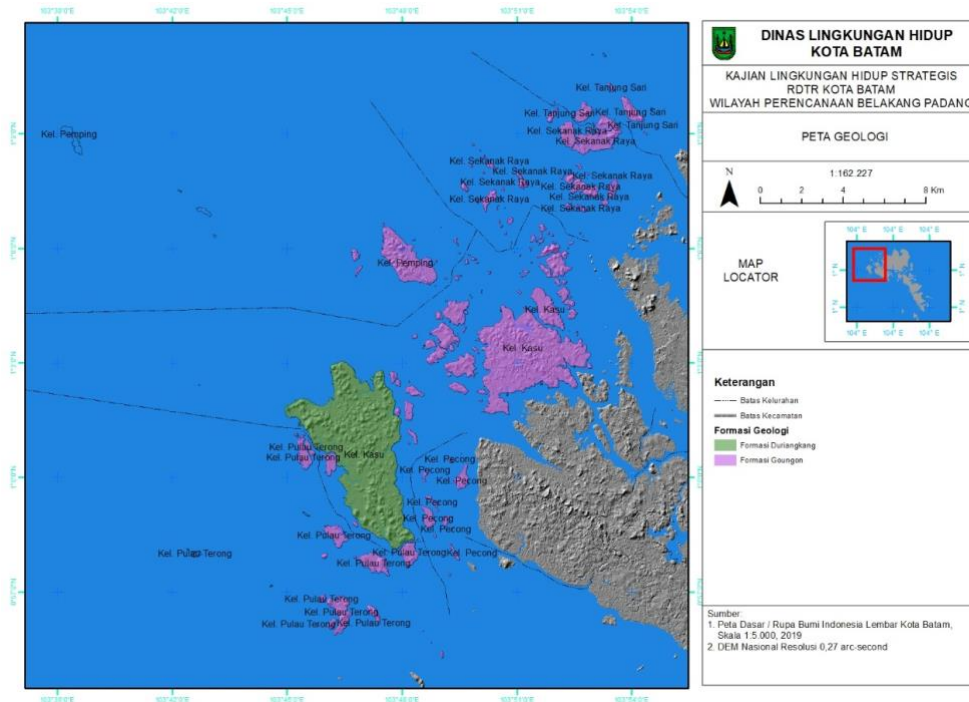 DINAS LINGKUNGAN HIDUP
KOTA BATAM
KAJIAN LINGKUNGAN HIDUP STRATEGIS
RDTR KOTA BATAM
WILAYAH PERENCANAAN BELAKANG PADANG
PETA GEOLOGI
N
1:162.227
0 2 4 8 Km
MAP
LOCATOR
Keterangan
Batas Kelurahan
Batas Kecamatan
Formasi Geologi
Formasi Duriangkang
Formasi Goungon
Sumber:
1. Peta Dasar / Rupa Bumi Indonesia Lembar Kota Batam,
Skala 1:5.000, 2019
2. DEM Nasional Resolusi 0,27 arc-second
Kel. Tanjung Sari
Kel. Tanjung Sari
Kel. Tanjung Sari
Kel. Tanjung Sari
Kel. Sekanak Raya
Kel. Sekanak Raya
Kel. Pemping
Kel. Sekanak Raya
Kel. Sekanak Raya
Kel. Sekanak Raya
Kel. Sekanak Raya
Kel. Sekanak Raya
Kel. Sekanak Raya
Kel. Sekanak Raya
Kel. Sekanak Raya
Kel. Pemping
Kel. Kasu
Kel. Kasu
Kel. Pulau Terong
Kel. Pulau Terong
Kel. Kasu
Kel. Pecong
Kel. Pecong
Kel. Pecong
Kel. Pecong
Kel. Pecong
Kel. Pulau Terong
Kel. Pulau Terong
Kel. Pulau Terong
Kel. Pecong
Kel. Pulau Terong
Kel. Pulau Terong
Kel. Pulau Terong
Kel. Pulau Terong
Kel. Pulau Terong